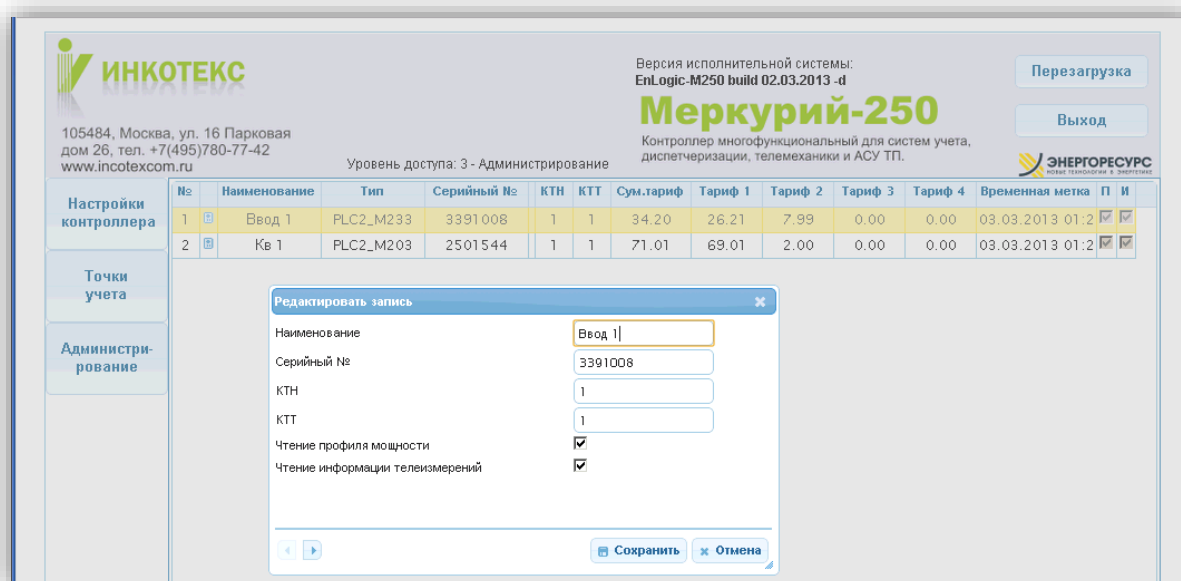 ИНКОТЕКС
105484, Москва, ул. 16 Парковая
дом 26, тел. +7(495)780-77-42
www.incotexcom.ru
Уровень доступа: 3 - Администрирование
Версия исполнительной системы:
EnLogic-M250 build 02.03.2013 -d
Меркурий-250
Контроллер многофункциональный для систем учета,
диспетчеризации, телемеханики и АСУ ТП.
Перезагрузка
Выход
ЭНЕРГОРЕСУРС
НОВЫЕ ТЕХНОЛОГИИ В ЭНЕРГЕТИКЕ
Настройки
контроллера
Точки
учета
Администри-
рование
№ Наименование Тип Серийный № КТН КТТ Сум.тариф Тариф 1 Тариф 2 Тариф 3 Тариф 4 Временная метка П И
1 Ввод 1 PLC2_M233 3391008 1 1 34.20 26.21 7.99 0.00 0.00 03.03.2013 01:2
2 Кв 1 PLC2_M203 2501544 1 1 71.01 69.01 2.00 0.00 0.00 03.03.2013 01:2
Редактировать запись
Наименование Ввод 1
Серийный № 3391008
КТН 1
КТТ 1
Чтение профиля мощности
Чтение информации телеизмерений
Сохранить Отмена